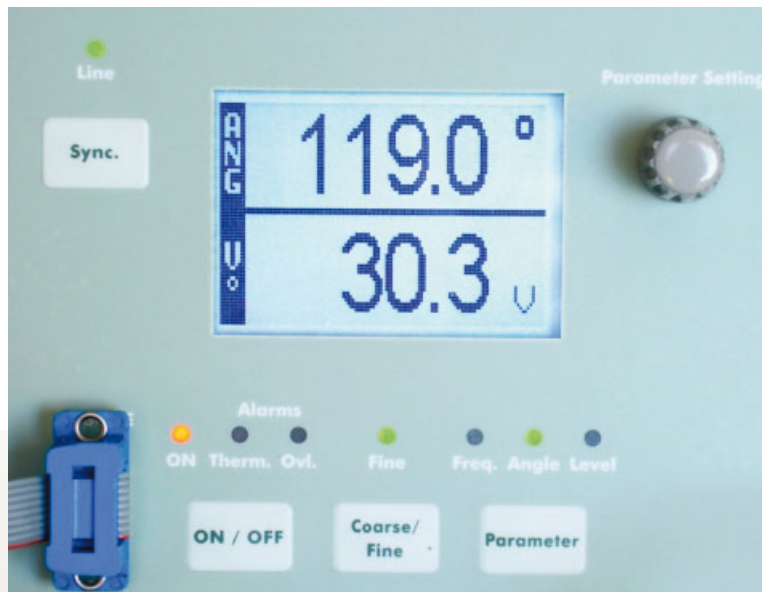 Line
Parameter Setting
Sync.
ANG
119.0 °
V°
30.3 V
Alarms
ON Therm. Ovl. Fine Freq. Angle Level
ON / OFF
Coarse/
Fine
Parameter